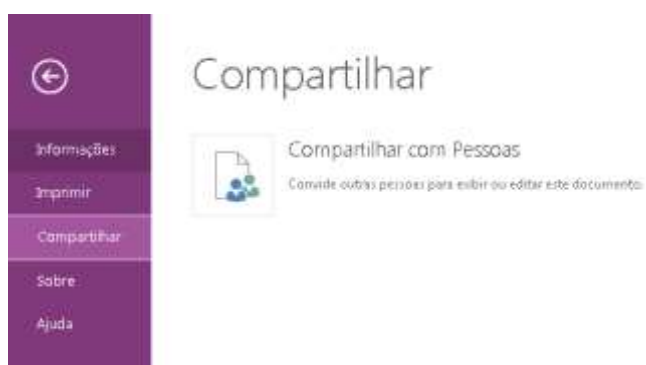 Compartilhar
Informações
Imprimir
Compartilhar
Sobre
Ajuda
Compartilhar com Pessoas
Convide outras pessoas para exibir ou editar este documento.